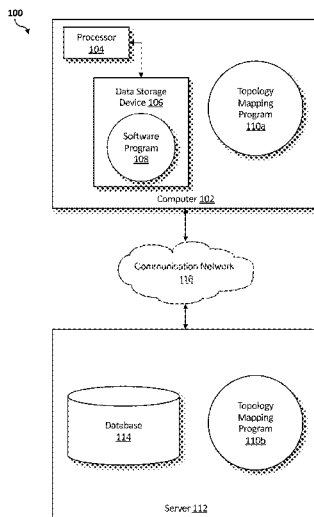 100
Processor
104
Data Storage
Device 106
Software
Program
108
Topology
Mapping
Program
110a
Computer 102
Communication Network
116
Database
114
Topology
Mapping
Program
110b
Server 112